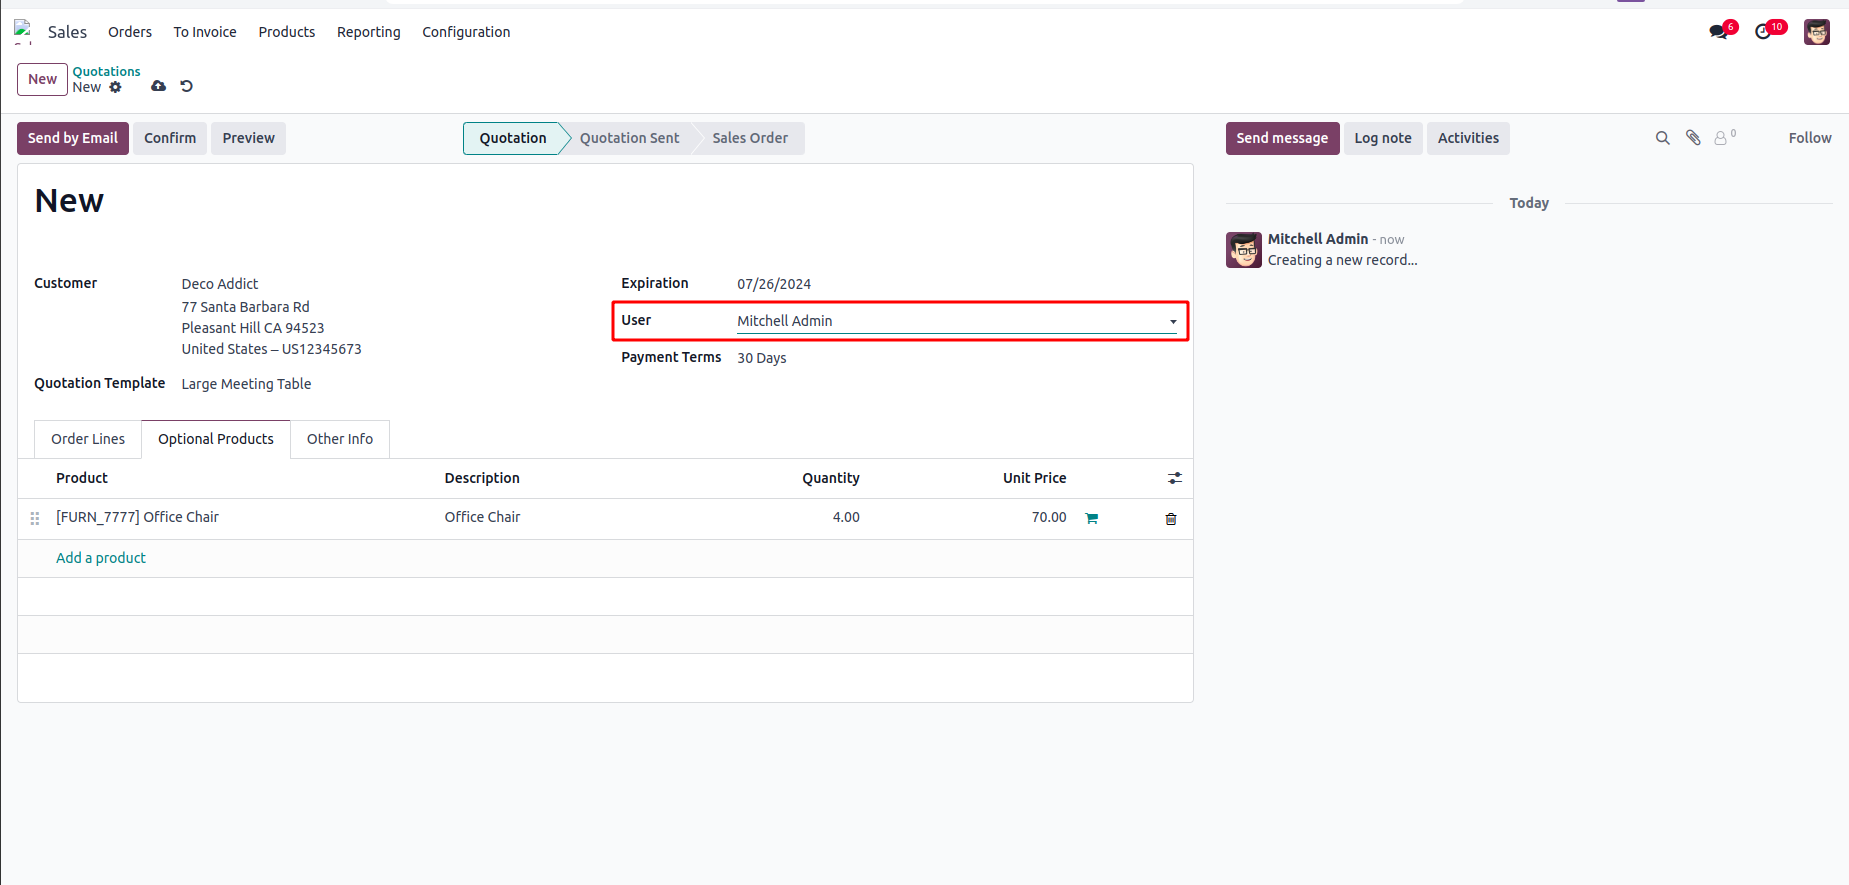 Sales Orders To Invoice Products Reporting Configuration 6 10
New Quotations
New
Send by Email Confirm Preview Quotation Quotation Sent Sales Order Send message Log note Activities 0 Follow
New
Today
Mitchell Admin - now
Creating a new record...
Customer Deco Addict
77 Santa Barbara Rd
Pleasant Hill CA 94523
United States – US12345673
Quotation Template Large Meeting Table
Expiration 07/26/2024
User Mitchell Admin
Payment Terms 30 Days
Order Lines Optional Products Other Info
Product Description Quantity Unit Price
[FURN_7777] Office Chair Office Chair 4.00 70.00
Add a product